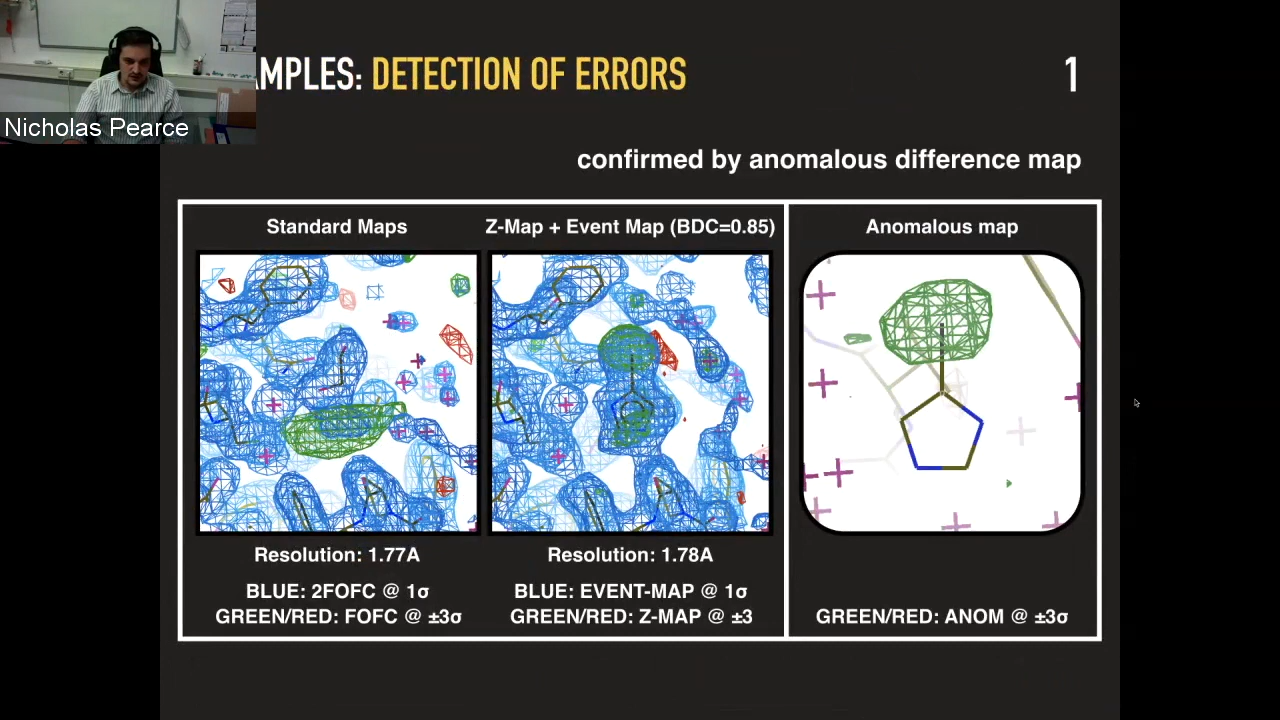 AMPLES: DETECTION OF ERRORS
1
Nicholas Pearce
confirmed by anomalous difference map
Standard Maps
Z-Map + Event Map (BDC=0.85)
Anomalous map
Resolution: 1.77A
Resolution: 1.78A
BLUE: 2FOFC @ 1σ
GREEN/RED: FOFC @ ±3σ
BLUE: EVENT-MAP @ 1σ
GREEN/RED: Z-MAP @ ±3
GREEN/RED: ANOM @ ±3σ